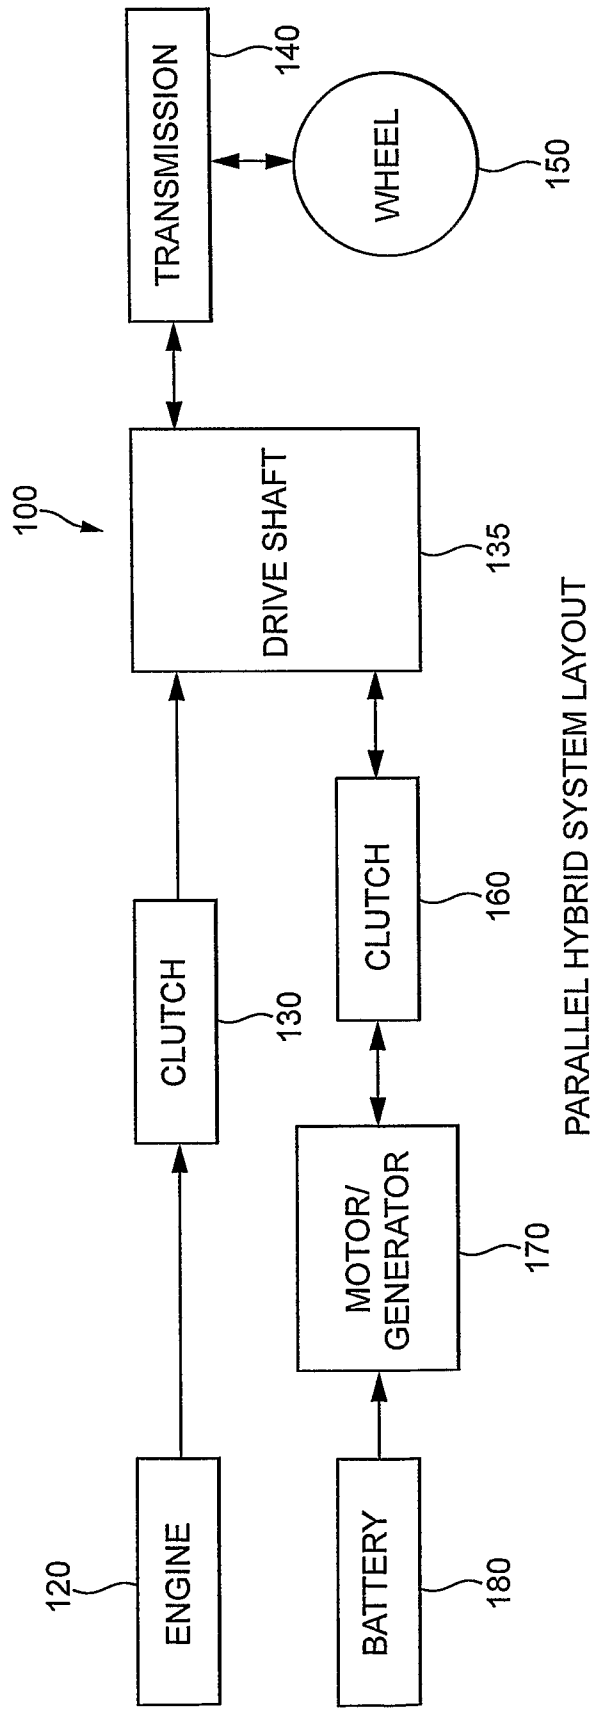 100
120
ENGINE
CLUTCH
130
DRIVE SHAFT
135
TRANSMISSION
140
WHEEL
150
BATTERY
180
MOTOR/
GENERATOR
170
CLUTCH
160
PARALLEL HYBRID SYSTEM LAYOUT